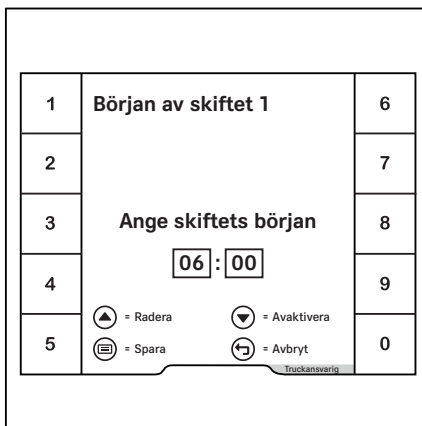 1
Början av skiftet 1
6
2
7
3
Ange skiftets början
8
06 : 00
4
9
= Radera
= Avaktivera
5
= Spara
= Avbryt
0
Truckansvarig